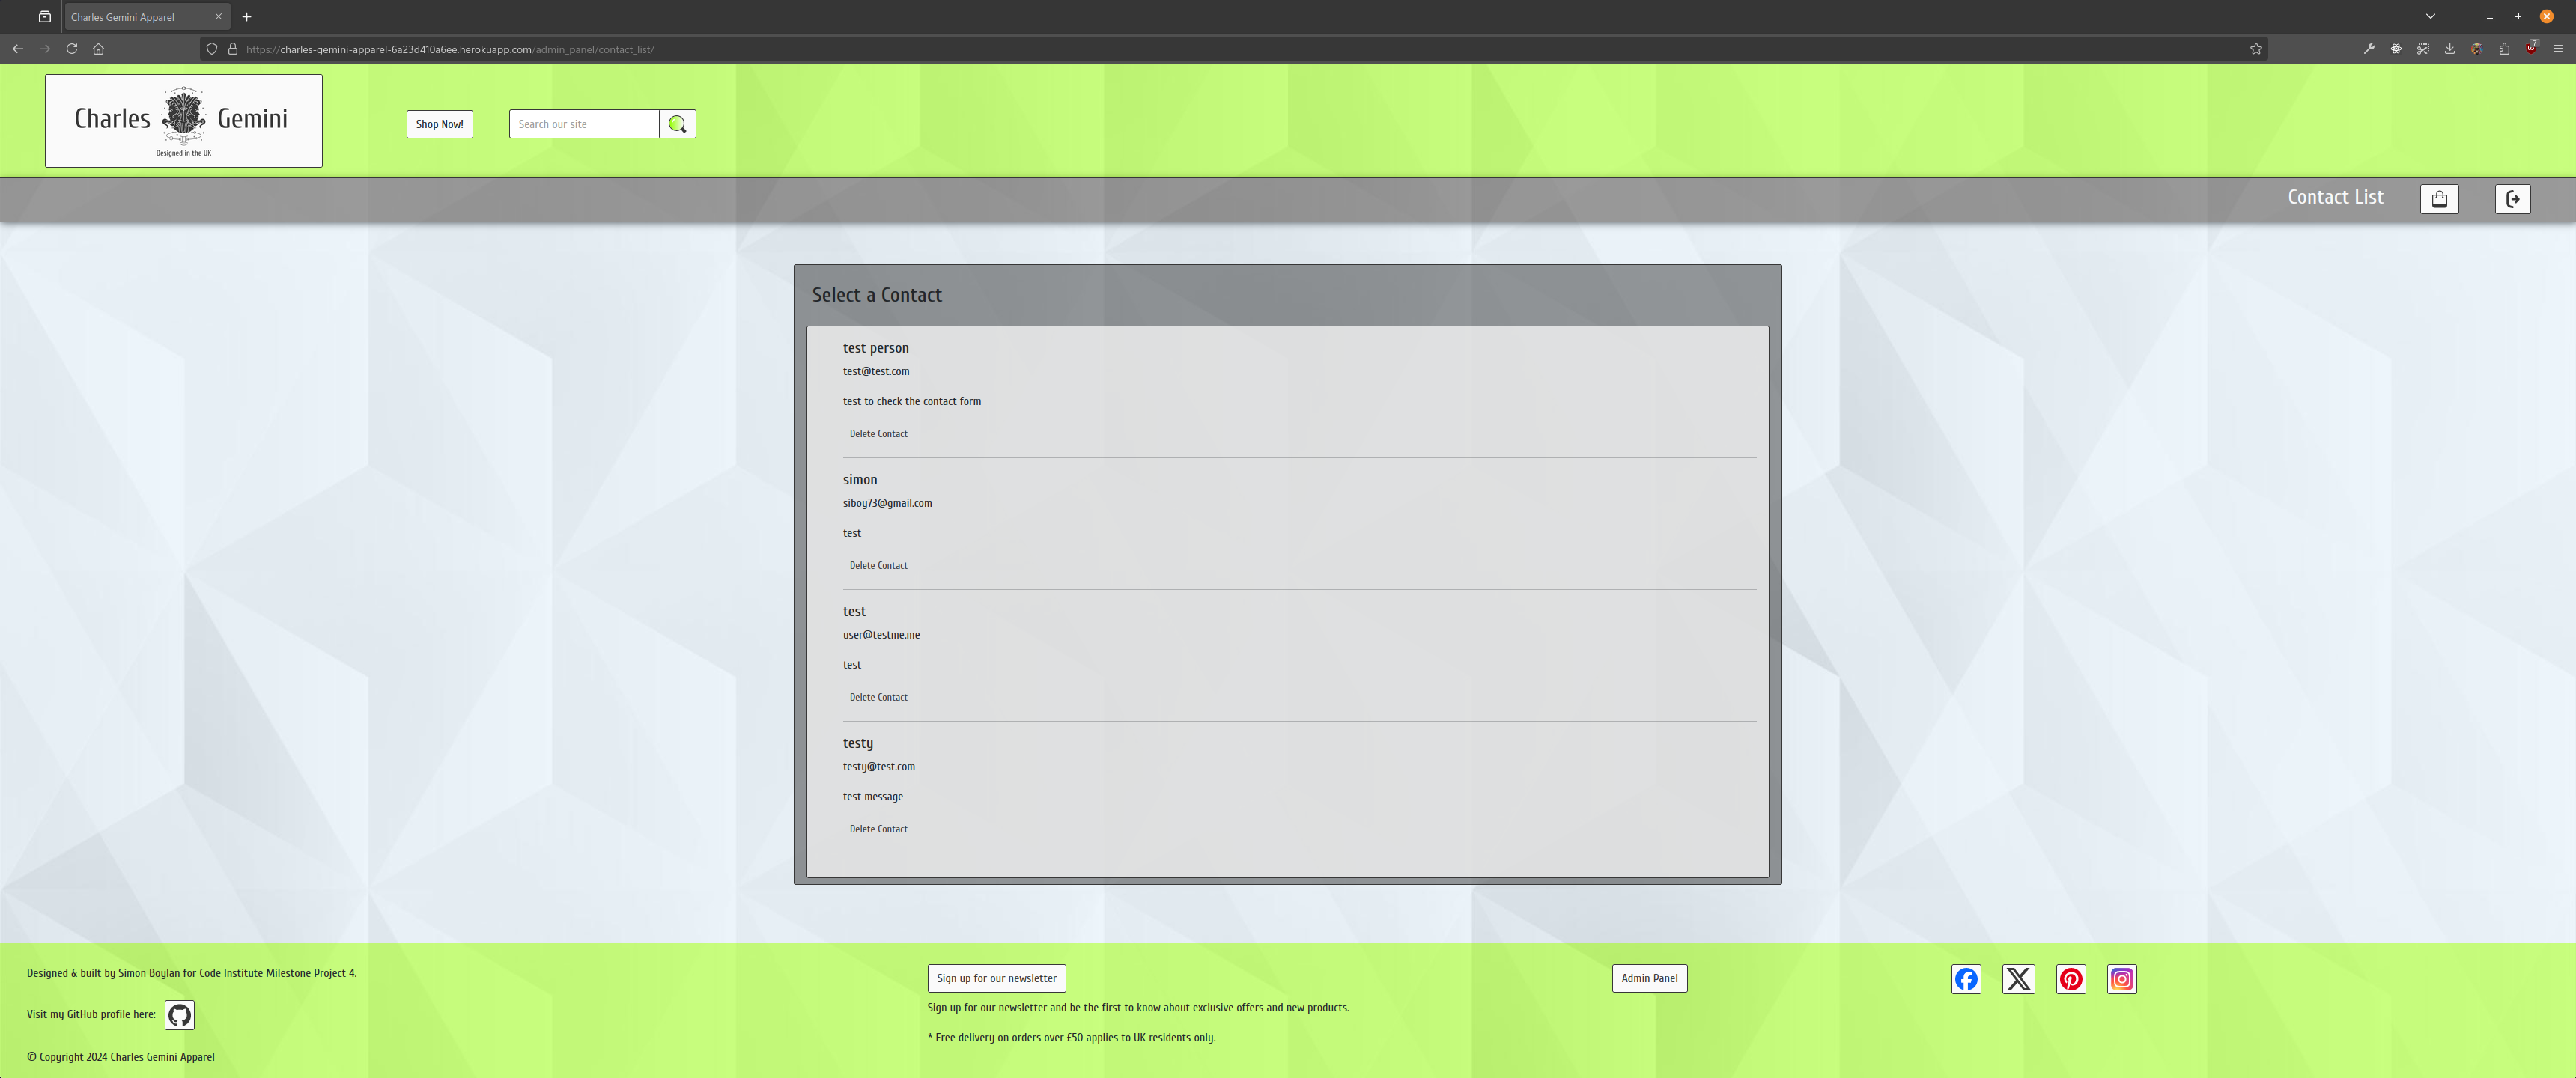 Charles Gemini Apparel
https://charles-gemini-apparel-6a23d410a6ee.herokuapp.com/admin_panel/contact_list/
7
Charles Gemini
Designed in the UK
Shop Now!
Search our site
Contact List
Select a Contact
test person
test@test.com
test to check the contact form
Delete Contact
simon
siboy73@gmail.com
test
Delete Contact
test
user@testme.me
test
Delete Contact
testy
testy@test.com
test message
Delete Contact
Designed & built by Simon Boylan for Code Institute Milestone Project 4.
Visit my GitHub profile here:
© Copyright 2024 Charles Gemini Apparel
Sign up for our newsletter
Sign up for our newsletter and be the first to know about exclusive offers and new products.
* Free delivery on orders over £50 applies to UK residents only.
Admin Panel